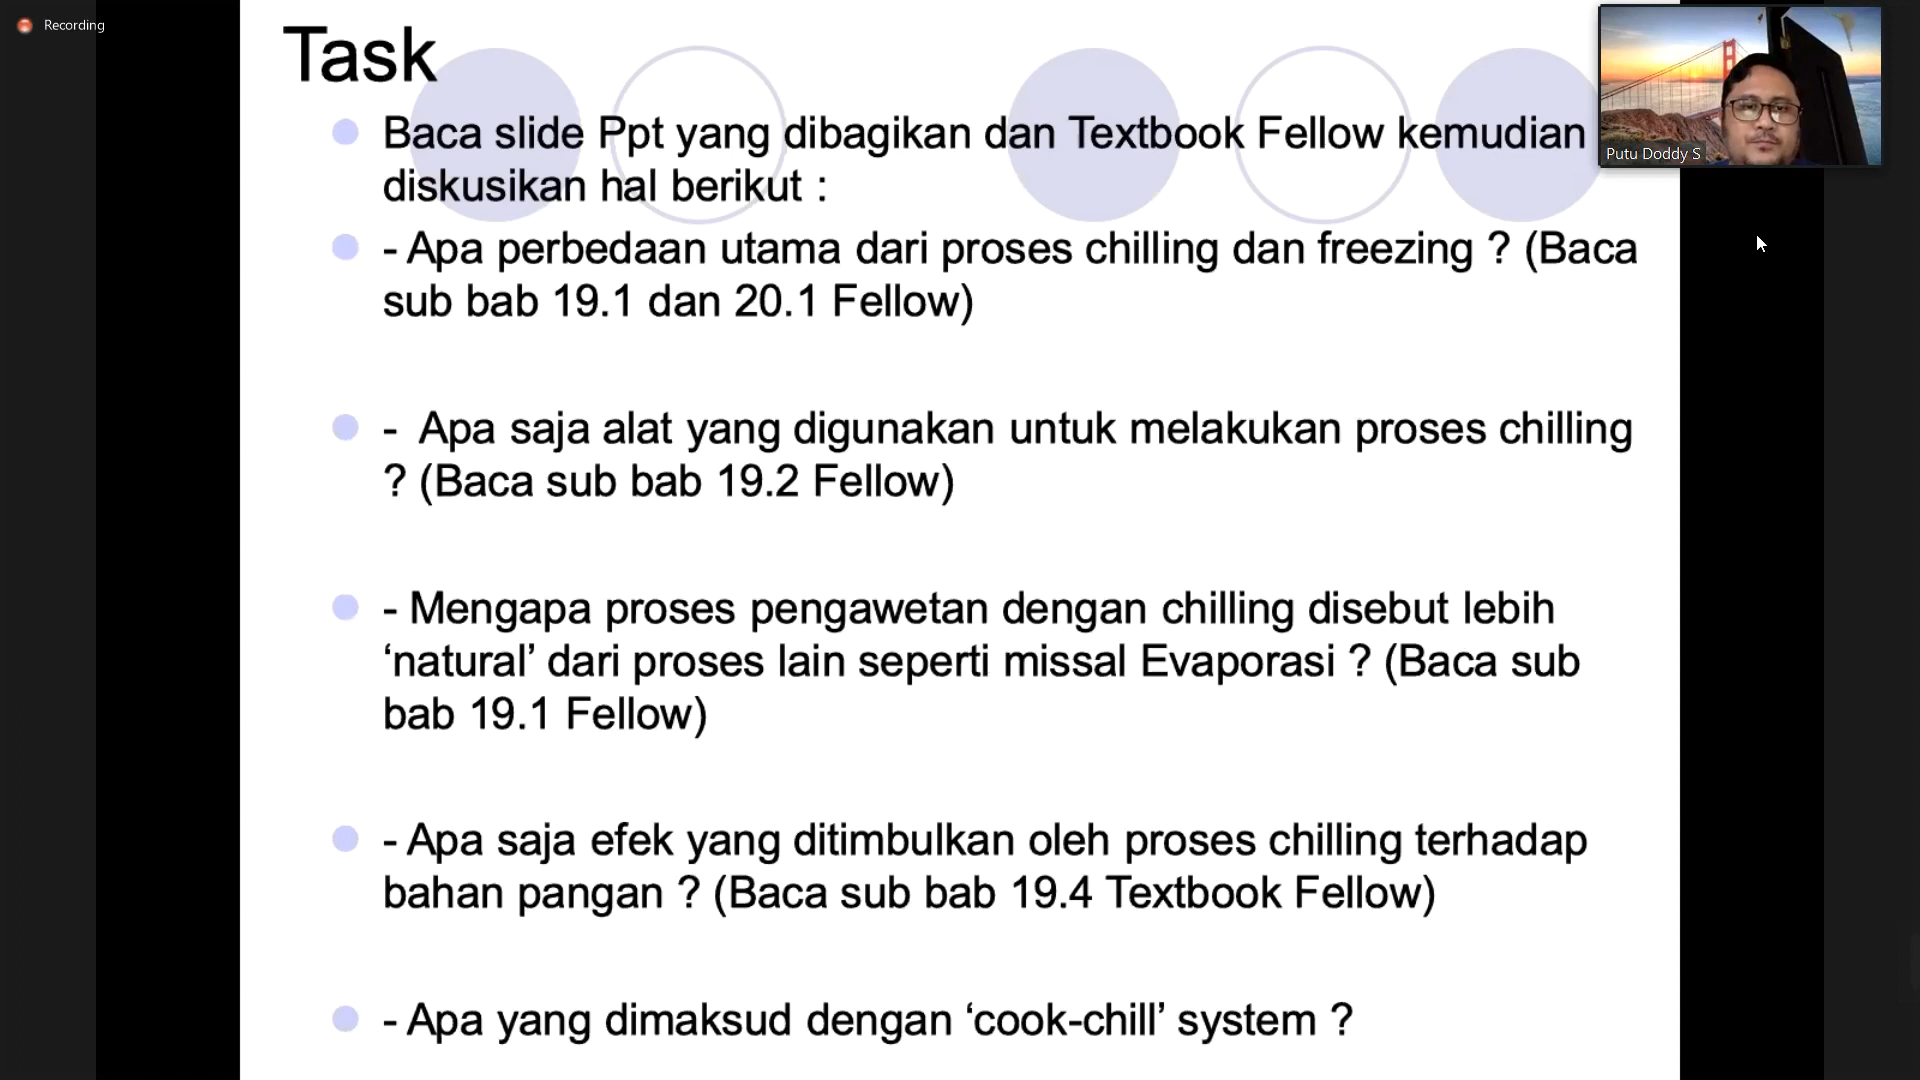 Recording
Task
Baca slide Ppt yang dibagikan dan Textbook Fellow kemudian
diskusikan hal berikut :
- Apa perbedaan utama dari proses chilling dan freezing ? (Baca
sub bab 19.1 dan 20.1 Fellow)
- Apa saja alat yang digunakan untuk melakukan proses chilling
? (Baca sub bab 19.2 Fellow)
- Mengapa proses pengawetan dengan chilling disebut lebih
‘natural’ dari proses lain seperti missal Evaporasi ? (Baca sub
bab 19.1 Fellow)
- Apa saja efek yang ditimbulkan oleh proses chilling terhadap
bahan pangan ? (Baca sub bab 19.4 Textbook Fellow)
- Apa yang dimaksud dengan ‘cook-chill’ system ?
Putu Doddy S